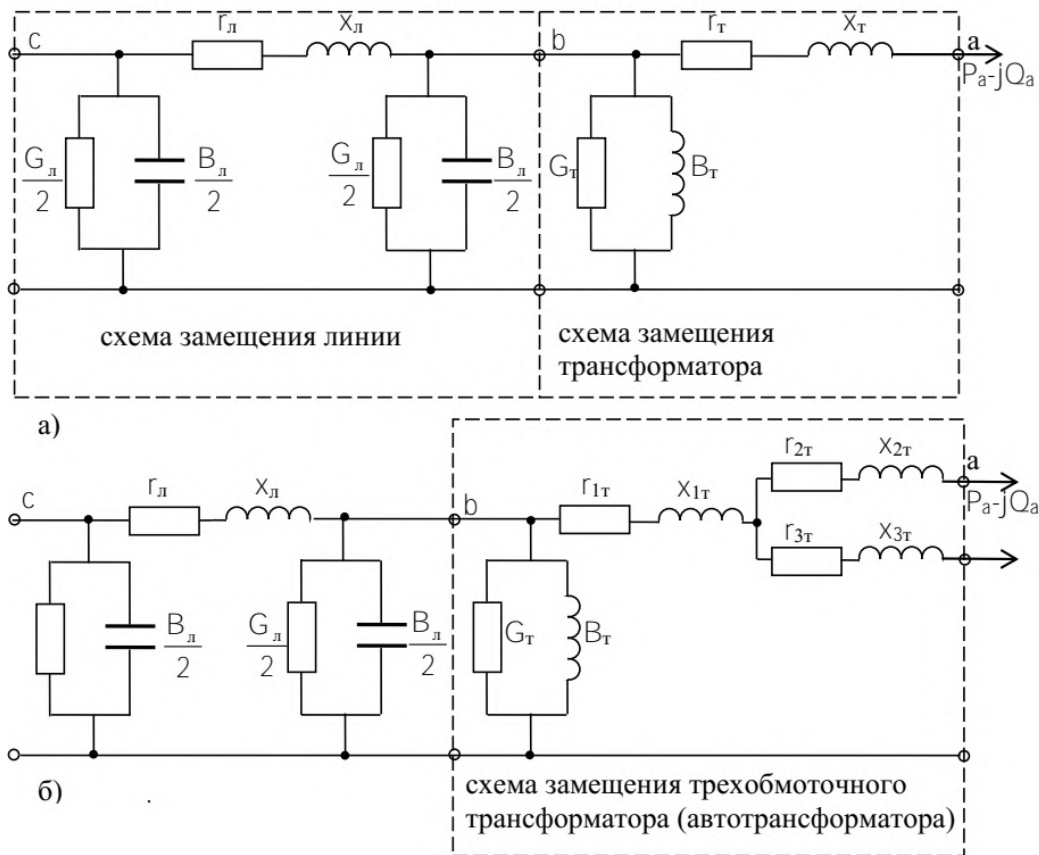 c rл xл b rт xт a
Pa-jQa
Gл/2 Bл/2 Gл/2 Bл/2 Gт Bт
схема замещения линии
схема замещения
трансформатора
а)
c rл xл b r1т x1т r2т x2т a
Pa-jQa
r3т x3т
Bл/2 Gл/2 Bл/2 Gт Bт
б)
схема замещения трехобмоточного
трансформатора (автотрансформатора)